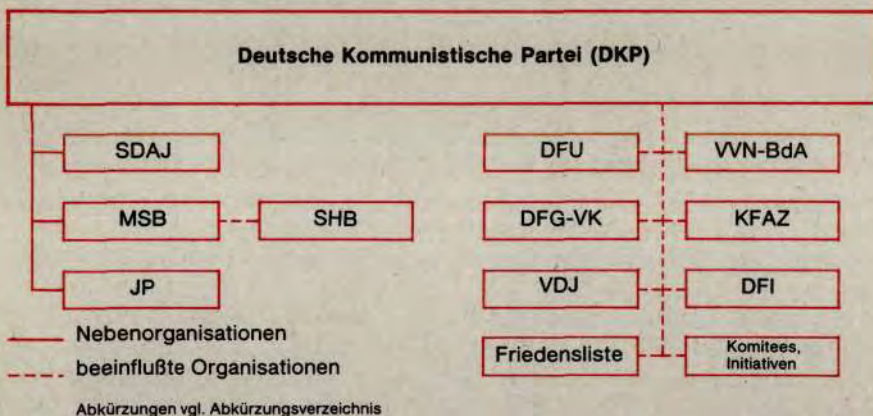 Deutsche Kommunistische Partei (DKP)
SDAJ
DFU
VVN-BdA
MSB
SHB
DFG-VK
KFAZ
JP
VDJ
DFI
Nebenorganisationen
Friedensliste
Komitees,
Initiativen
beeinflußte Organisationen
Abkürzungen vgl. Abkürzungsverzeichnis